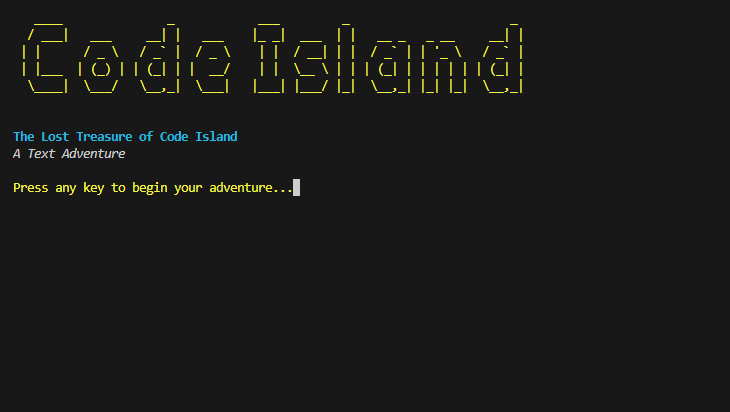 Code Island
The Lost Treasure of Code Island
A Text Adventure
Press any key to begin your adventure...